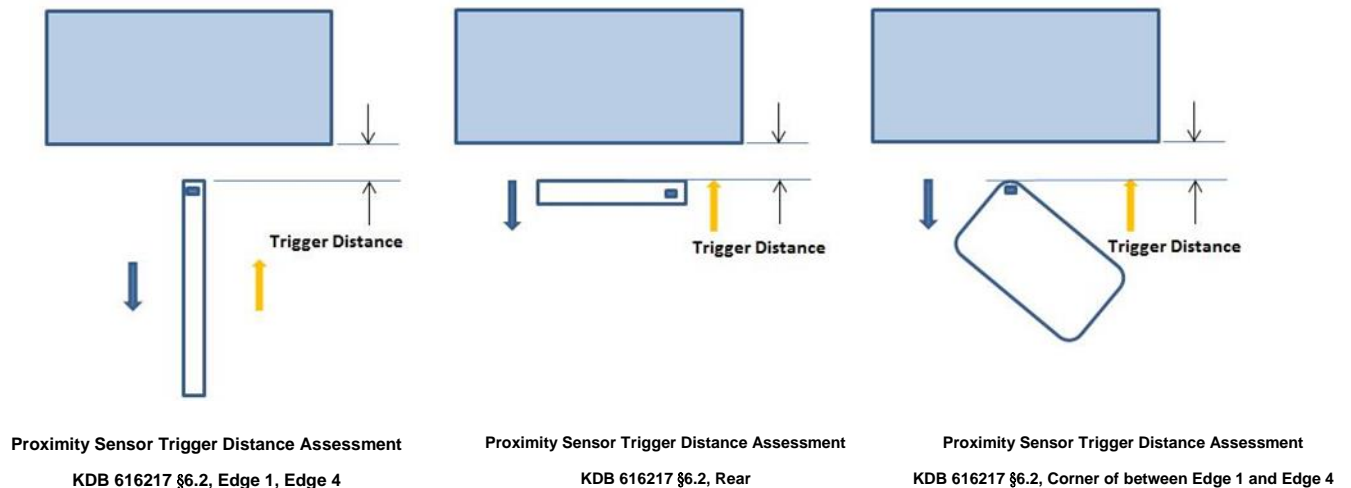 Trigger Distance
Trigger Distance
Trigger Distance
Proximity Sensor Trigger Distance Assessment
KDB 616217 §6.2, Edge 1, Edge 4
Proximity Sensor Trigger Distance Assessment
KDB 616217 §6.2, Rear
Proximity Sensor Trigger Distance Assessment
KDB 616217 §6.2, Corner of between Edge 1 and Edge 4